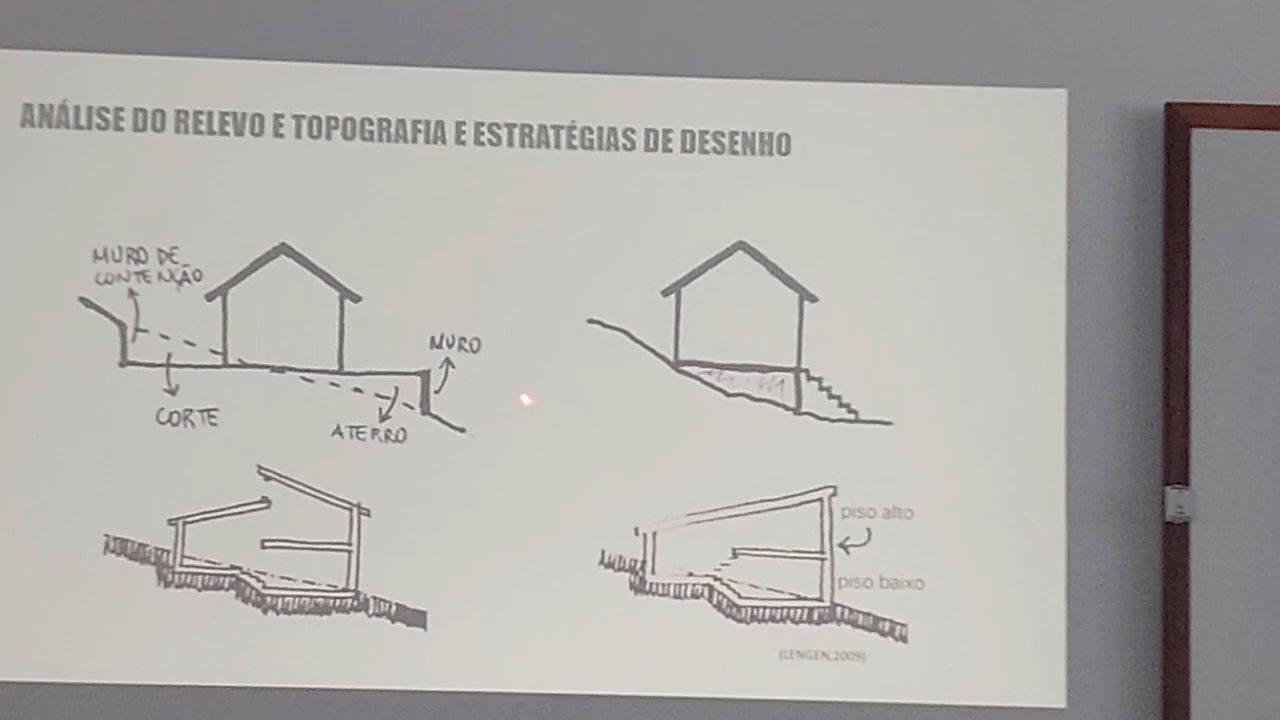 ANÁLISE DO RELEVO E TOPOGRAFIA E ESTRATÉGIAS DE DESENHO
MURO DE
CONTENÇÃO
MURO
CORTE
ATERRO
piso alto
piso baixo
(LENGEN,2009)